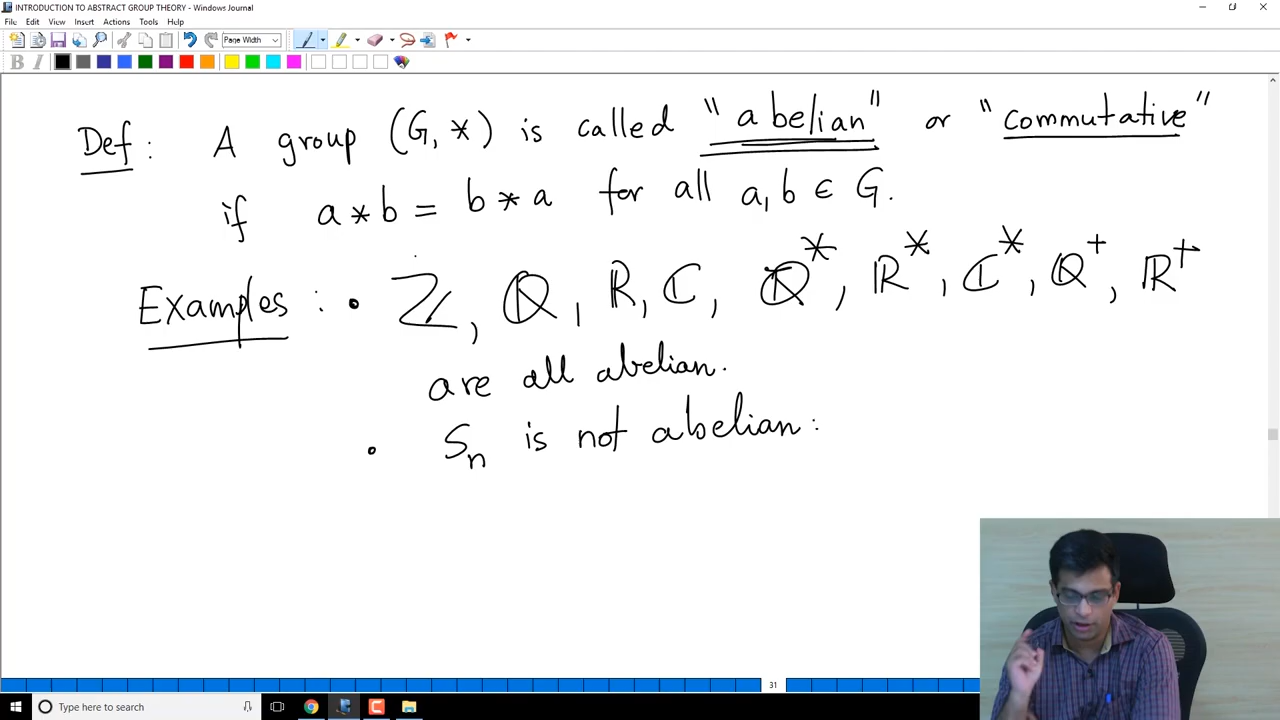 INTRODUCTION TO ABSTRACT GROUP THEORY - Windows Journal
File Edit View Insert Actions Tools Help
Page Width
B I
Def: A group (G, *) is called "abelian" or "commutative"
if a * b = b * a for all a, b ∈ G.
Examples: • ℤ, ℚ, ℝ, ℂ, ℚ*, ℝ*, ℂ*, ℚ⁺, ℝ⁺
are all abelian.
• Sₙ is not abelian:
31
Type here to search